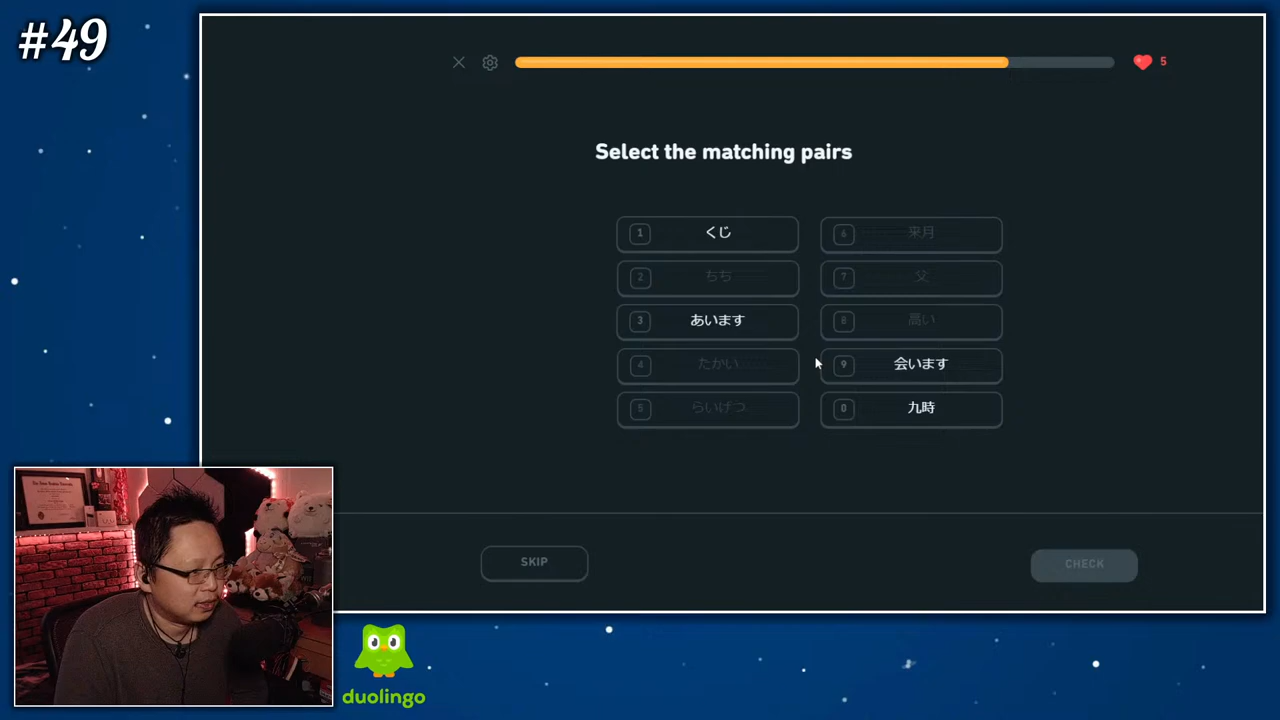 #49
5
Select the matching pairs
1 くじ
6 来月
2 ちち
7 父
3 あいます
8 高い
4 たかい
9 会います
5 らいげつ
0 九時
SKIP
CHECK
duolingo